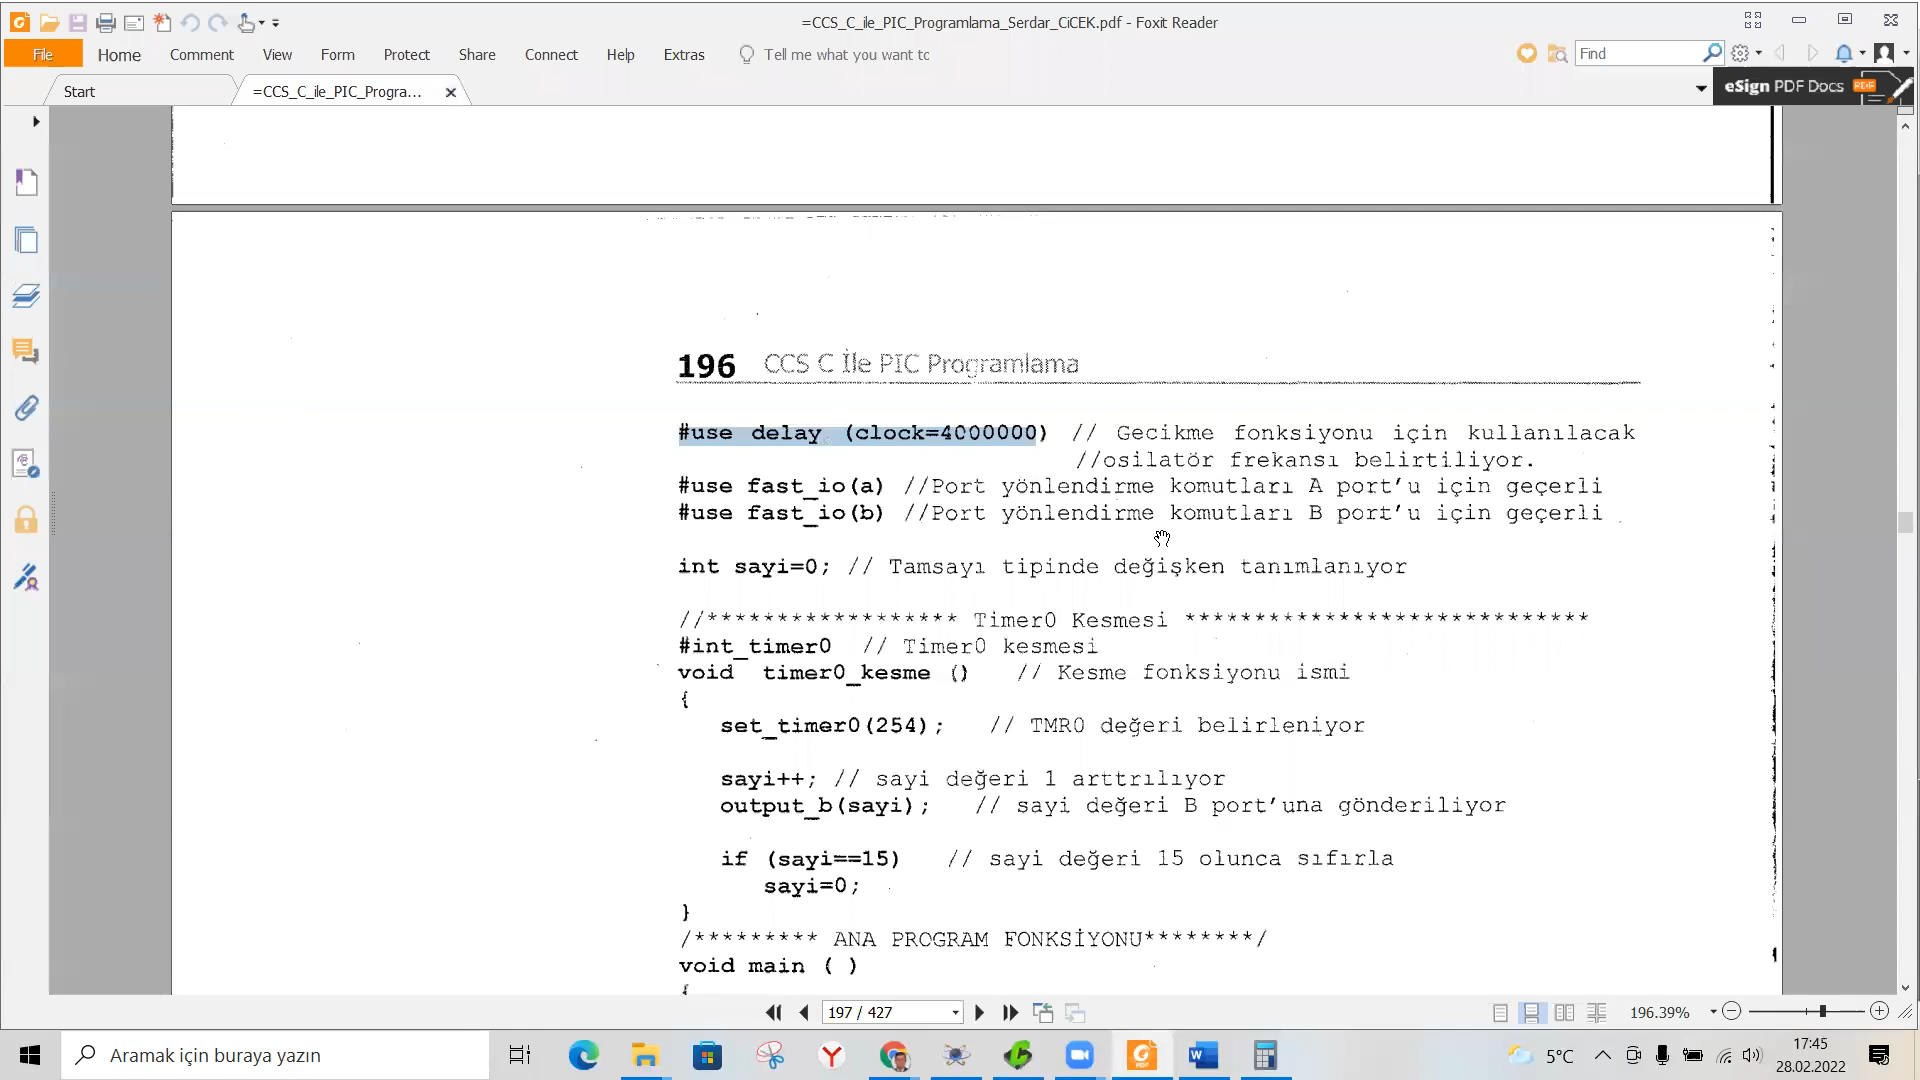 =CCS_C_ile_PIC_Programlama_Serdar_CiCEK.pdf - Foxit Reader
File Home Comment View Form Protect Share Connect Help Extras Tell me what you want to Find
Start =CCS_C_ile_PIC_Progra... eSign PDF Docs
196 CCS C İle PIC Programlama
#use delay (clock=4000000) // Gecikme fonksiyonu için kullanılacak
//osilatör frekansı belirtiliyor.
#use fast_io(a) //Port yönlendirme komutları A port'u için geçerli
#use fast_io(b) //Port yönlendirme komutları B port'u için geçerli
int sayi=0; // Tamsayı tipinde değişken tanımlanıyor
//****************** Timer0 Kesmesi *****************************
#int_timer0 // Timer0 kesmesi
void timer0_kesme () // Kesme fonksiyonu ismi
{
set_timer0(254); // TMR0 değeri belirleniyor
sayi++; // sayi değeri 1 arttrılıyor
output_b(sayi); // sayi değeri B port'una gönderiliyor
if (sayi==15) // sayi değeri 15 olunca sıfırla
sayi=0;
}
/********* ANA PROGRAM FONKSİYONU********/
void main ( )
{
197 / 427 196.39%
Aramak için buraya yazın 5°C 17:45
28.02.2022